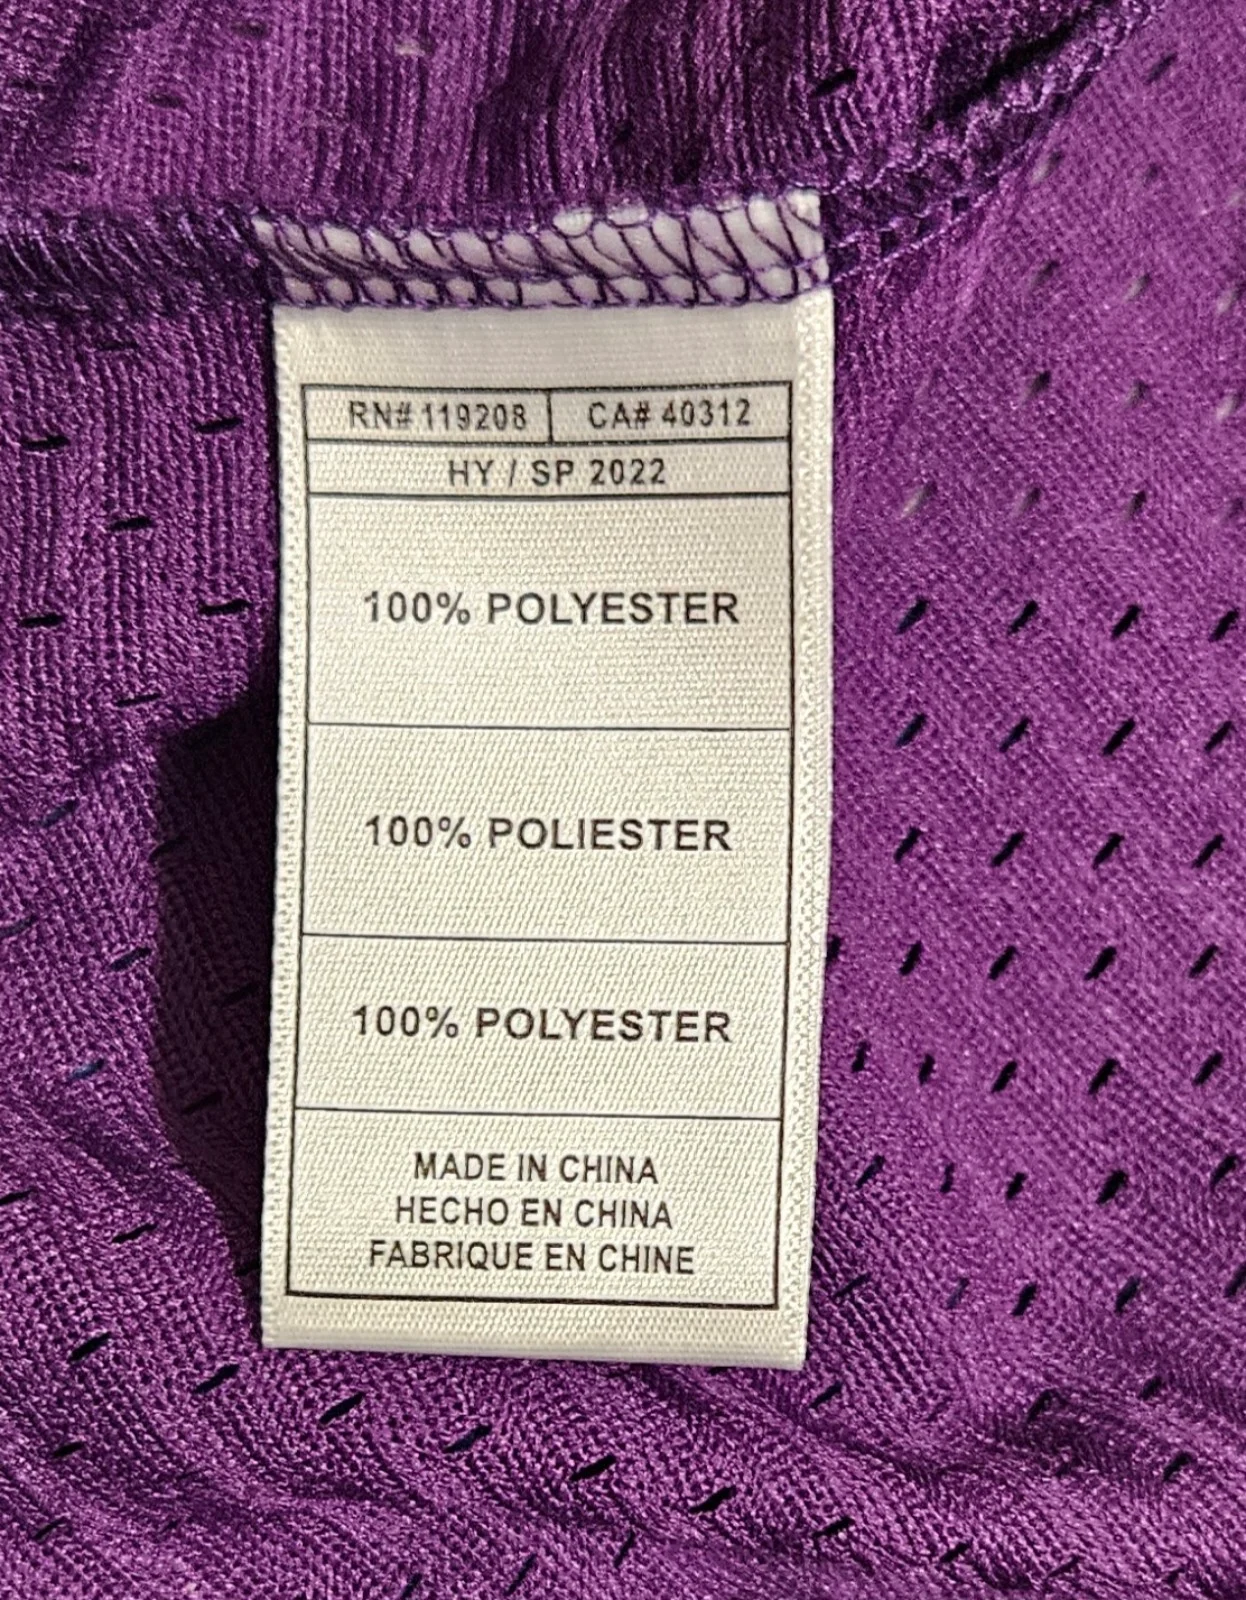 RN# 119208 CA# 40312
HY / SP 2022
100% POLYESTER
100% POLIESTER
100% POLYESTER
MADE IN CHINA
HECHO EN CHINA
FABRIQUE EN CHINE